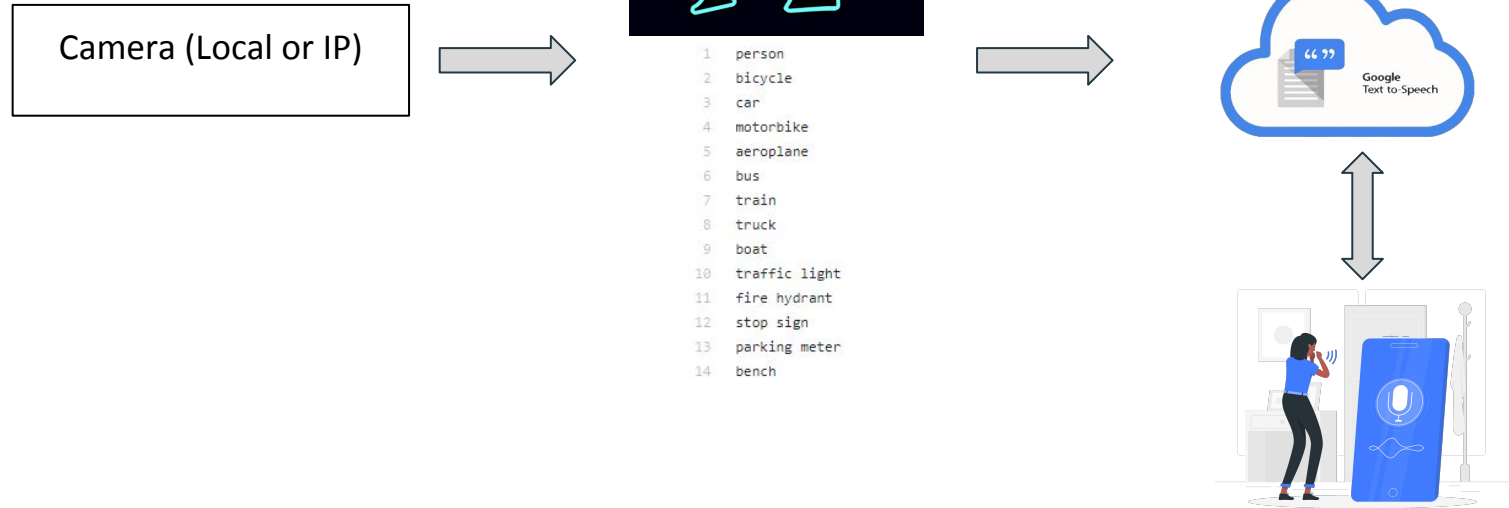 Camera (Local or IP)
1 person
2 bicycle
3 car
4 motorbike
5 aeroplane
6 bus
7 train
8 truck
9 boat
10 traffic light
11 fire hydrant
12 stop sign
13 parking meter
14 bench
“ ”
Google
Text to-Speech